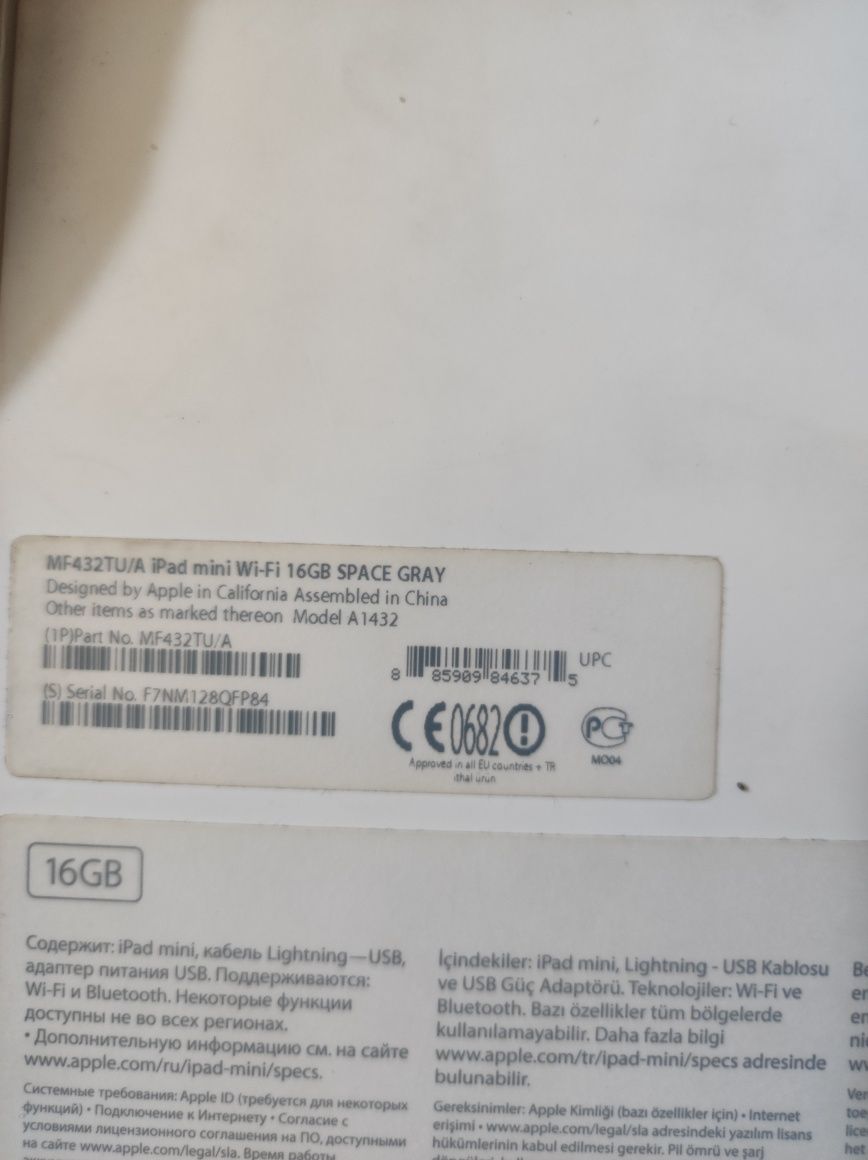 MF432TU/A iPad mini Wi-Fi 16GB SPACE GRAY
Designed by Apple in California Assembled in China
Other items as marked thereon Model A1432
(1P)Part No. MF432TU/A
(S) Serial No. F7NM128QFP84
8 85909 84637 5 UPC
CE0682
Approved in all EU countries + TR
ithal ürün
PCT
MO04
16GB
Содержит: iPad mini, кабель Lightning—USB,
адаптер питания USB. Поддерживаются:
Wi-Fi и Bluetooth. Некоторые функции
доступны не во всех регионах.
• Дополнительную информацию см. на сайте
www.apple.com/ru/ipad-mini/specs.
Системные требования: Apple ID (требуется для некоторых
функций) • Подключение к Интернету • Согласие с
условиями лицензионного соглашения на ПО, доступными
на сайте www.apple.com/legal/sla. Время работы
İçindekiler: iPad mini, Lightning - USB Kablosu
ve USB Güç Adaptörü. Teknolojiler: Wi-Fi ve
Bluetooth. Bazı özellikler tüm bölgelerde
kullanılamayabilir. Daha fazla bilgi
www.apple.com/tr/ipad-mini/specs adresinde
bulunabilir.
Gereksinimler: Apple Kimliği (bazı özellikler için) • Internet
erişimi • www.apple.com/legal/sla adresindeki yazılım lisans
hükümlerinin kabul edilmesi gerekir. Pil ömrü ve şarj